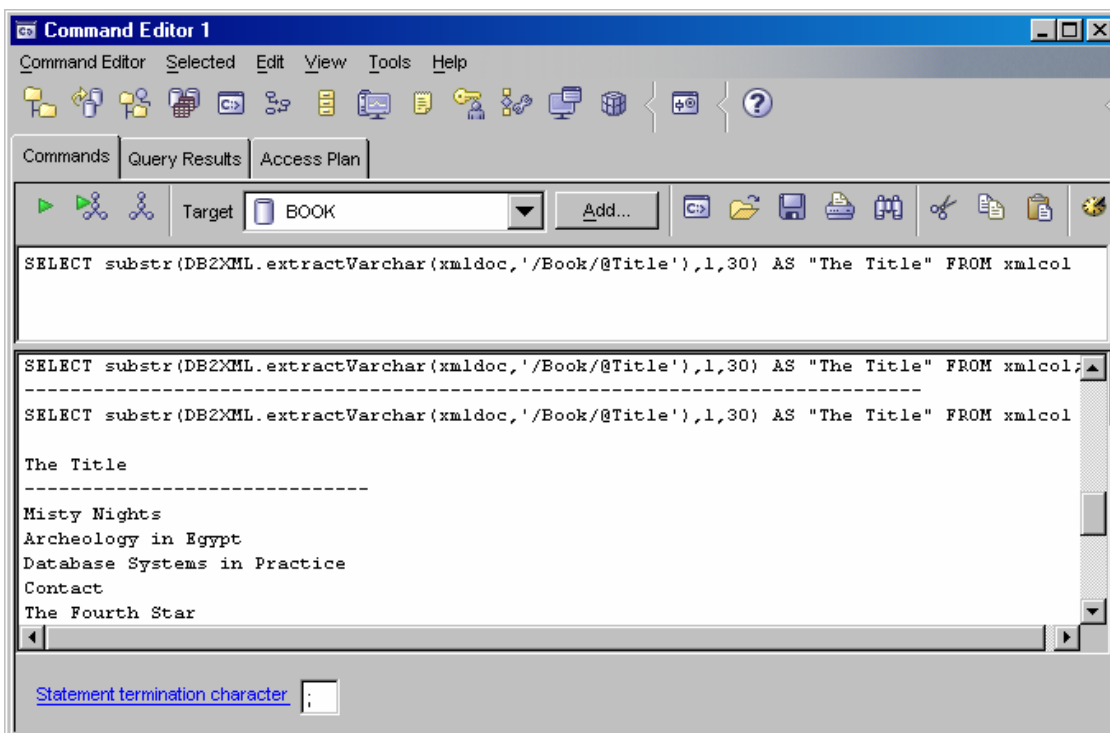 Command Editor 1
Command Editor Selected Edit View Tools Help
Commands Query Results Access Plan
Target BOOK Add...
SELECT substr(DB2XML.extractVarchar(xmldoc,'/Book/@Title'),1,30) AS "The Title" FROM xmlcol
SELECT substr(DB2XML.extractVarchar(xmldoc,'/Book/@Title'),1,30) AS "The Title" FROM xmlcol;
------------------------------------------------------------------------------
SELECT substr(DB2XML.extractVarchar(xmldoc,'/Book/@Title'),1,30) AS "The Title" FROM xmlcol
The Title
------------------------------
Misty Nights
Archeology in Egypt
Database Systems in Practice
Contact
The Fourth Star
Statement termination character ;